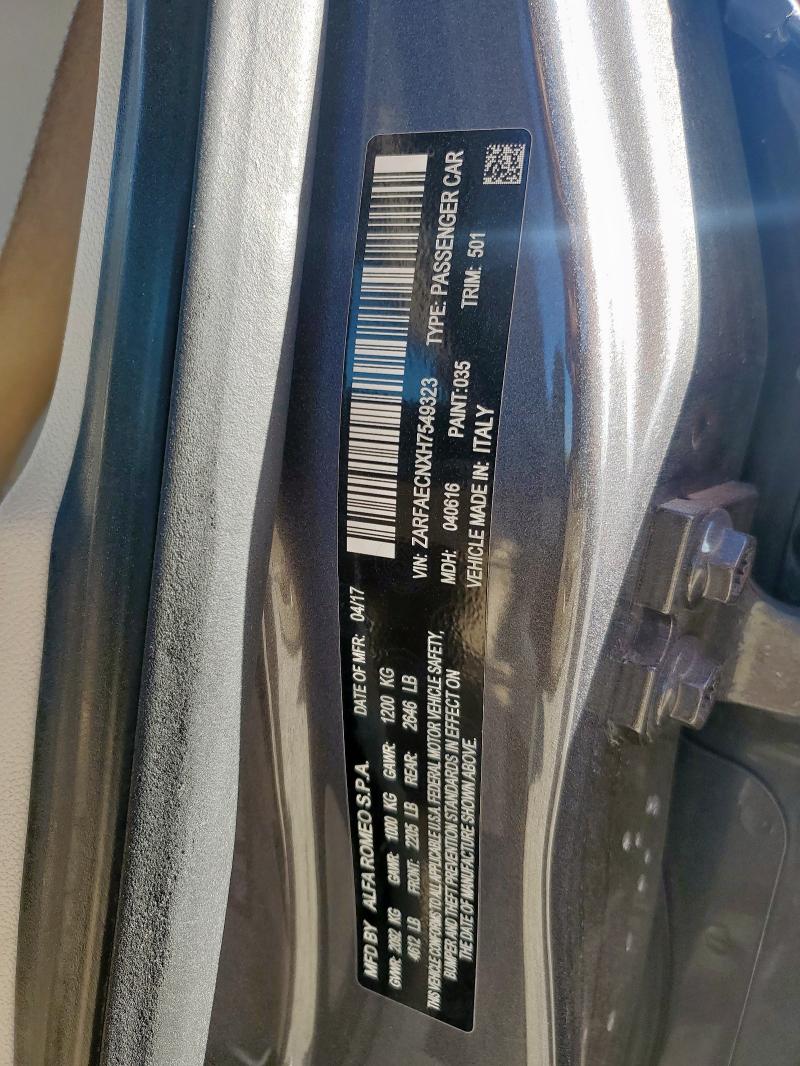 MFD BY ALFA ROMEO S.P.A. DATE OF MFR: 04/17
GVWR: 2092 KG GAWR: 1000 KG GAWR: 1200 KG
4612 LB FRONT: 2205 LB REAR: 2646 LB
THIS VEHICLE CONFORMS TO ALL APPLICABLE U.S.A. FEDERAL MOTOR VEHICLE SAFETY,
BUMPER AND THEFT PREVENTION STANDARDS IN EFFECT ON
THE DATE OF MANUFACTURE SHOWN ABOVE.
VIN: ZARFAECNXH7549323 TYPE: PASSENGER CAR
MDH: 040616 PAINT:035 TRIM: 501
VEHICLE MADE IN: ITALY